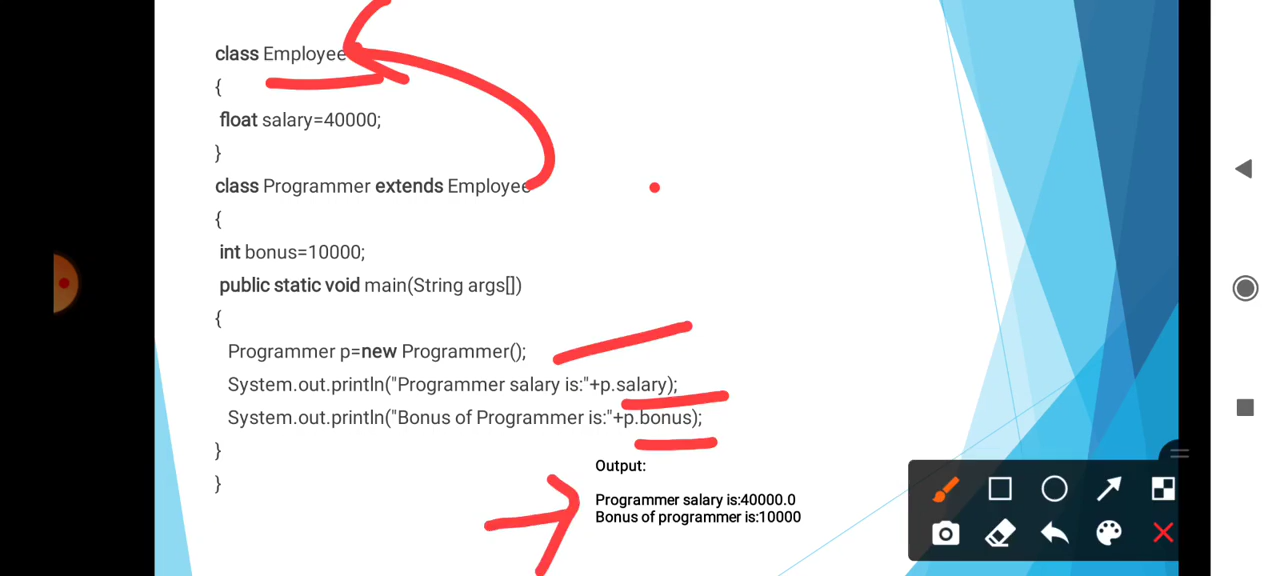 class Employee
{
float salary=40000;
}
class Programmer extends Employee
{
int bonus=10000;
public static void main(String args[])
{
Programmer p=new Programmer();
System.out.println("Programmer salary is:"+p.salary);
System.out.println("Bonus of Programmer is:"+p.bonus);
}
}
Output:
Programmer salary is:40000.0
Bonus of programmer is:10000